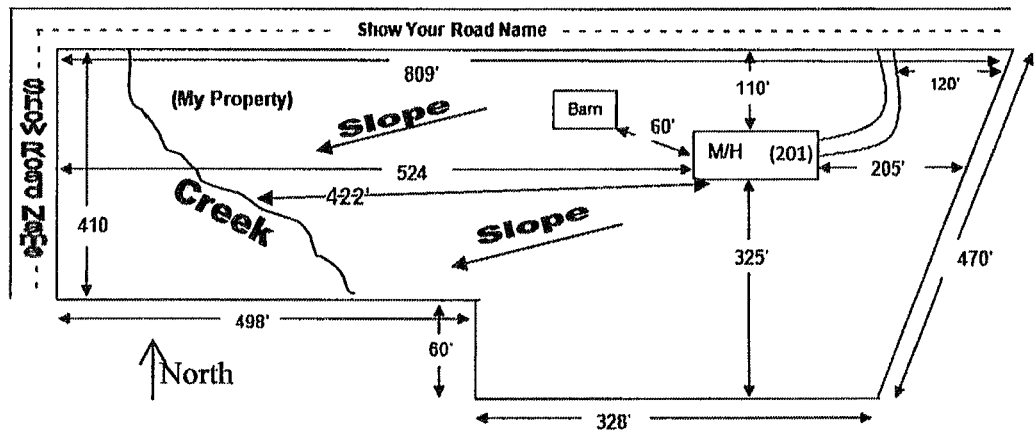 Show Your Road Name
809'
120'
110'
(My Property)
Slope
Barn
60'
M/H (201)
205'
524
422'
Show Road Name
Creek
410
Slope
325'
470'
498'
60'
North
328'